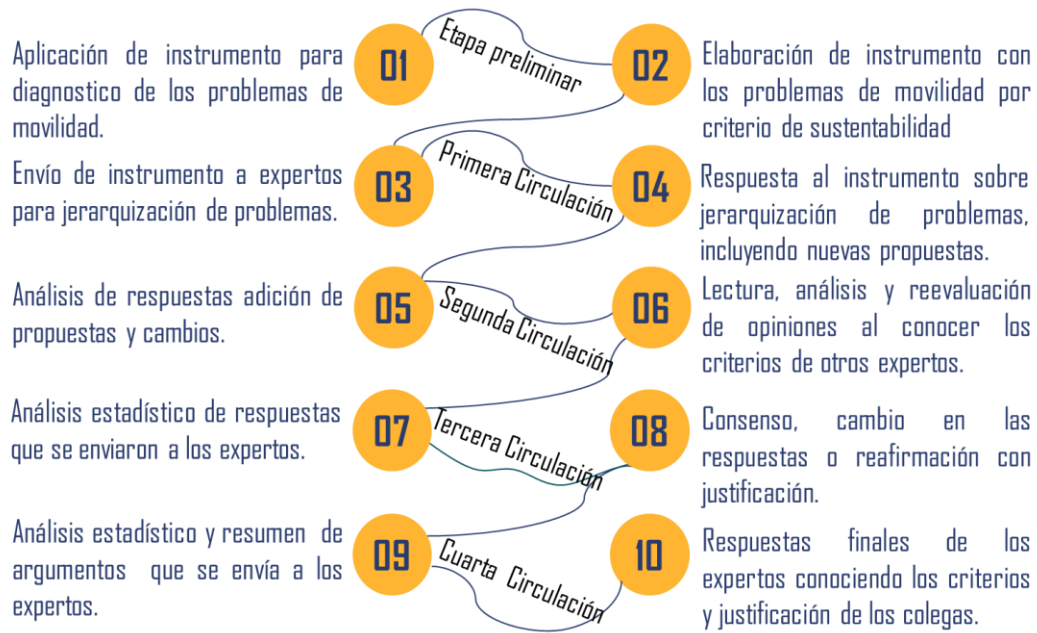 Aplicación de instrumento para
diagnostico de los problemas de
movilidad.
01
Etapa preliminar
02
Elaboración de instrumento con
los problemas de movilidad por
criterio de sustentabilidad
Envío de instrumento a expertos
para jerarquización de problemas.
03
Primera Circulación
04
Respuesta al instrumento sobre
jerarquización de problemas,
incluyendo nuevas propuestas.
Análisis de respuestas adición de
propuestas y cambios.
05
Segunda Circulación
06
Lectura, análisis y reevaluación
de opiniones al conocer los
criterios de otros expertos.
Análisis estadístico de respuestas
que se enviaron a los expertos.
07
Tercera Circulación
08
Consenso, cambio en las
respuestas o reafirmación con
justificación.
Análisis estadístico y resumen de
argumentos que se envía a los
expertos.
09
Cuarta Circulación
10
Respuestas finales de los
expertos conociendo los criterios
y justificación de los colegas.